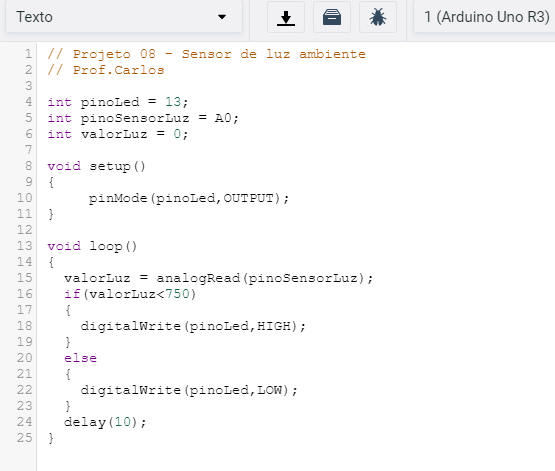 Texto 1 (Arduino Uno R3)
1 // Projeto 08 - Sensor de luz ambiente
2 // Prof.Carlos
3
4 int pinoLed = 13;
5 int pinoSensorLuz = A0;
6 int valorLuz = 0;
7
8 void setup()
9 {
10 pinMode(pinoLed,OUTPUT);
11 }
12
13 void loop()
14 {
15 valorLuz = analogRead(pinoSensorLuz);
16 if(valorLuz<750)
17 {
18 digitalWrite(pinoLed,HIGH);
19 }
20 else
21 {
22 digitalWrite(pinoLed,LOW);
23 }
24 delay(10);
25 }